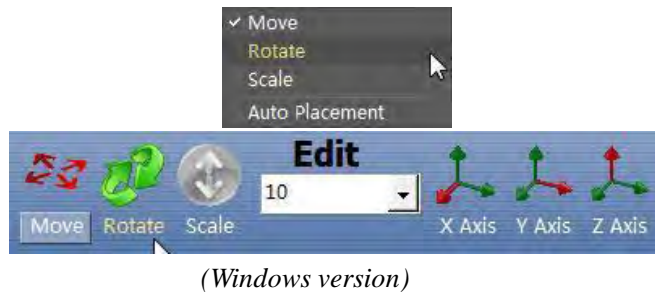 Move
Rotate
Scale
Auto Placement
Edit
10
Move Rotate Scale X Axis Y Axis Z Axis
(Windows version)